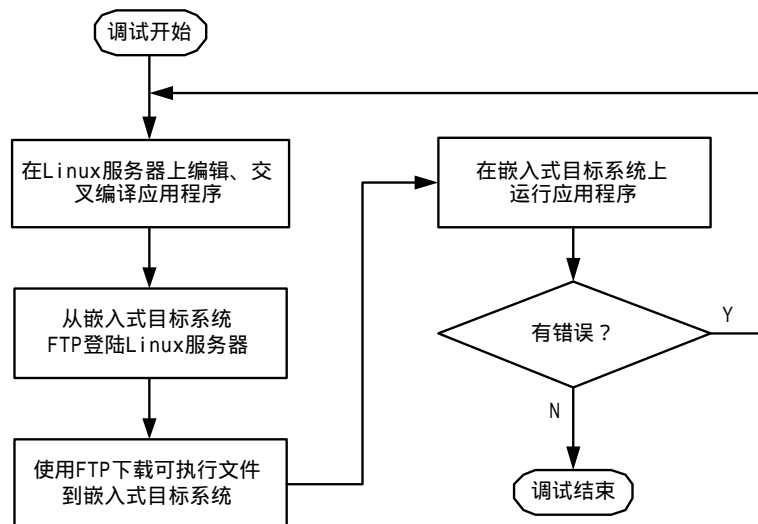 调试开始
在Linux服务器上编辑、交
叉编译应用程序
从嵌入式目标系统
FTP登陆Linux服务器
使用FTP下载可执行文件
到嵌入式目标系统
在嵌入式目标系统上
运行应用程序
有错误？
Y
N
调试结束